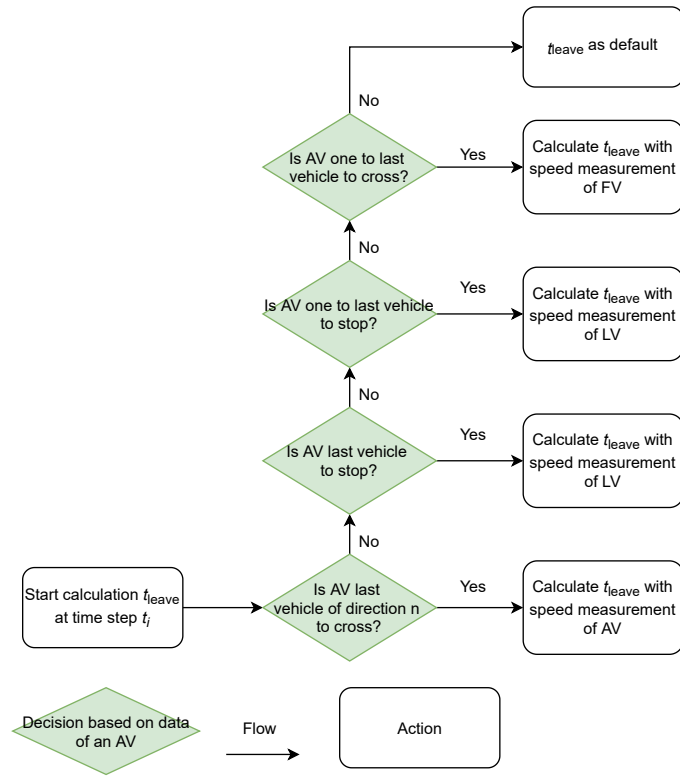 t_leave as default
No
Is AV one to last
vehicle to cross?
Yes
Calculate t_leave with
speed measurement
of FV
No
Is AV one to last vehicle
to stop?
Yes
Calculate t_leave with
speed measurement
of LV
No
Is AV last vehicle
to stop?
Yes
Calculate t_leave with
speed measurement
of LV
No
Start calculation t_leave
at time step t_i
Is AV last
vehicle of direction n
to cross?
Yes
Calculate t_leave with
speed measurement
of AV
Decision based on data
of an AV
Flow
Action